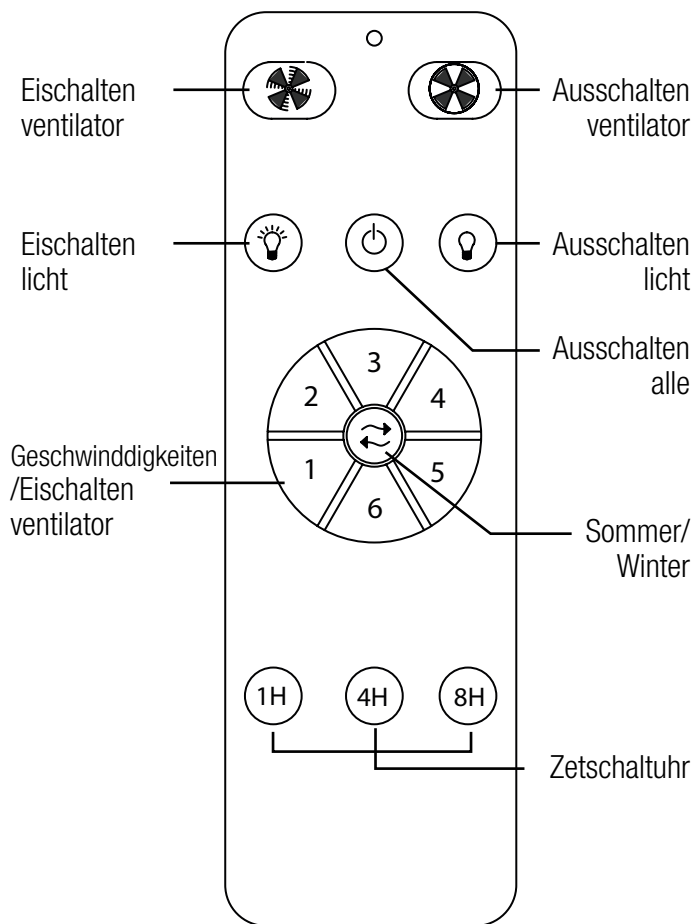 Eischalten
ventilator
Ausschalten
ventilator
Eischalten
licht
Ausschalten
licht
Ausschalten
alle
3
2
4
Geschwinddigkeiten
/Eischalten
ventilator
1
5
6
Sommer/
Winter
1H
4H
8H
Zetschaltuhr